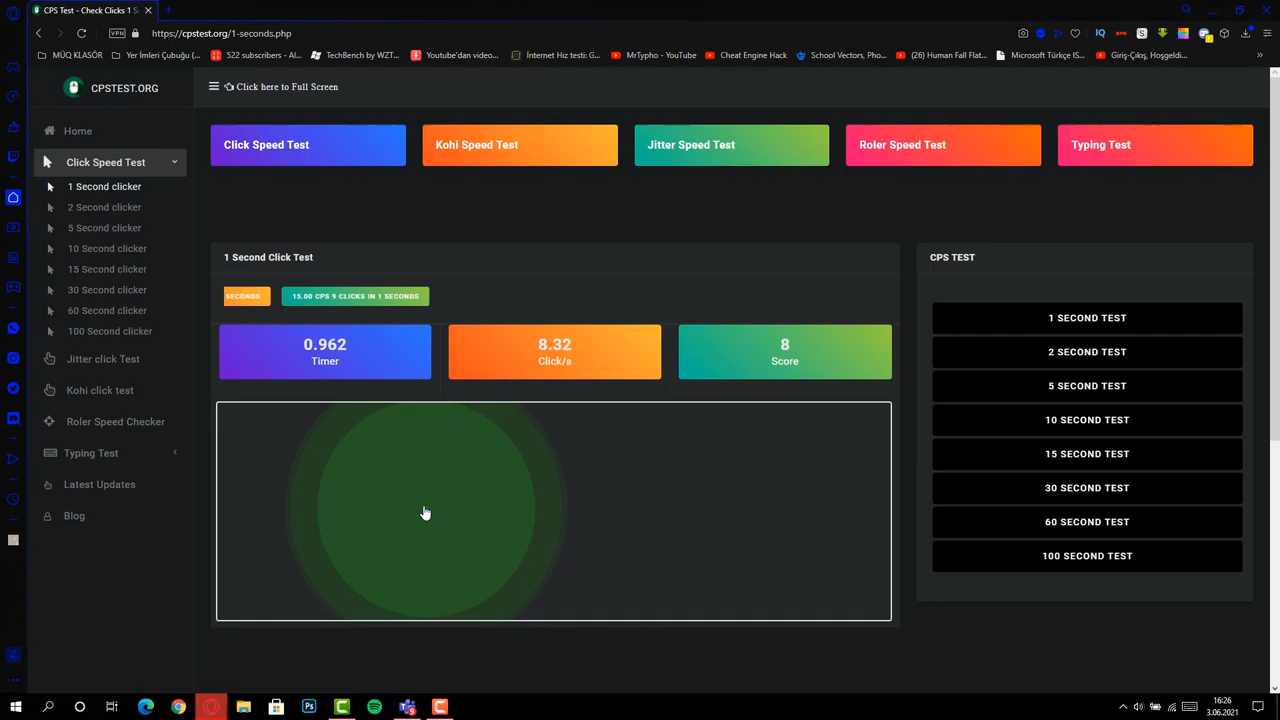 CPS Test - Check Clicks 1 S
VPN
https://cpstest.org/1-seconds.php
IQ
MÜQ KLASÖR
Yer İmleri Çubuğu (...
522 subscribers - Al...
TechBench by WZT...
Youtube'dan video...
İnternet Hız testi: G...
MrTypho - YouTube
Cheat Engine Hack
School Vectors, Pho...
(26) Human Fall Flat...
Microsoft Türkçe IS...
Giriş-Çıkış, Hoşgeldi...
»
CPSTEST.ORG
Click here to Full Screen
Home
Click Speed Test
1 Second clicker
2 Second clicker
5 Second clicker
10 Second clicker
15 Second clicker
30 Second clicker
60 Second clicker
100 Second clicker
Jitter click Test
Kohi click test
Roler Speed Checker
Typing Test
Latest Updates
Blog
Click Speed Test
Kohi Speed Test
Jitter Speed Test
Roler Speed Test
Typing Test
1 Second Click Test
SECONDS
15.00 CPS 9 CLICKS IN 1 SECONDS
0.962
Timer
8.32
Click/s
8
Score
CPS TEST
1 SECOND TEST
2 SECOND TEST
5 SECOND TEST
10 SECOND TEST
15 SECOND TEST
30 SECOND TEST
60 SECOND TEST
100 SECOND TEST
Ps
16:26
3.06.2021